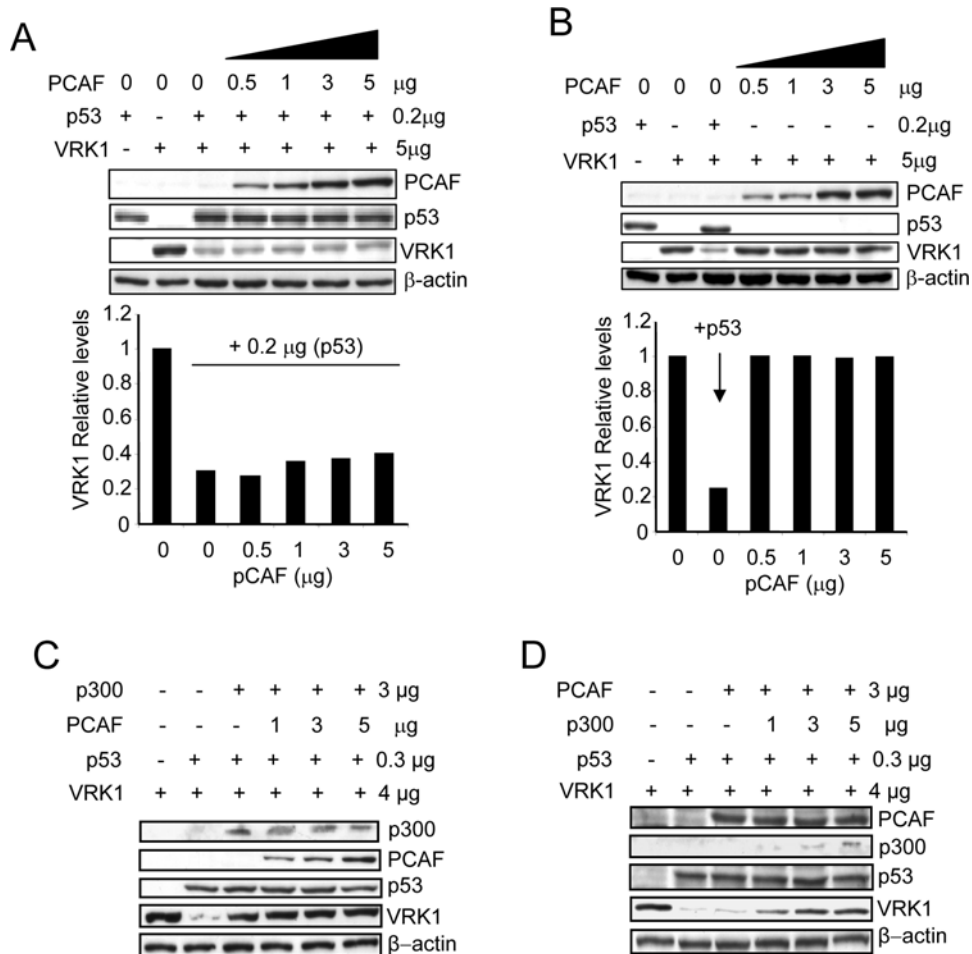 A
PCAF 0 0 0 0.5 1 3 5 μg
p53 + - + + + + + 0.2μg
VRK1 - + + + + + + 5μg
PCAF
p53
VRK1
β-actin
VRK1 Relative levels
1.2
1
0.8
0.6
0.4
0.2
0
+ 0.2 μg (p53)
0 0 0.5 1 3 5
pCAF (μg)
B
PCAF 0 0 0 0.5 1 3 5 μg
p53 + - + - - - - 0.2μg
VRK1 - + + + + + + 5μg
PCAF
p53
VRK1
β-actin
VRK1 Relative levels
1.2
1
0.8
0.6
0.4
0.2
0
+p53
0 0 0.5 1 3 5
pCAF (μg)
C
p300 - - + + + + 3 μg
PCAF - - - 1 3 5 μg
p53 - + + + + + 0.3 μg
VRK1 + + + + + + 4 μg
p300
PCAF
p53
VRK1
β–actin
D
PCAF - - + + + + 3 μg
p300 - - - 1 3 5 μg
p53 - + + + + + 0.3 μg
VRK1 + + + + + + 4 μg
PCAF
p300
p53
VRK1
β–actin